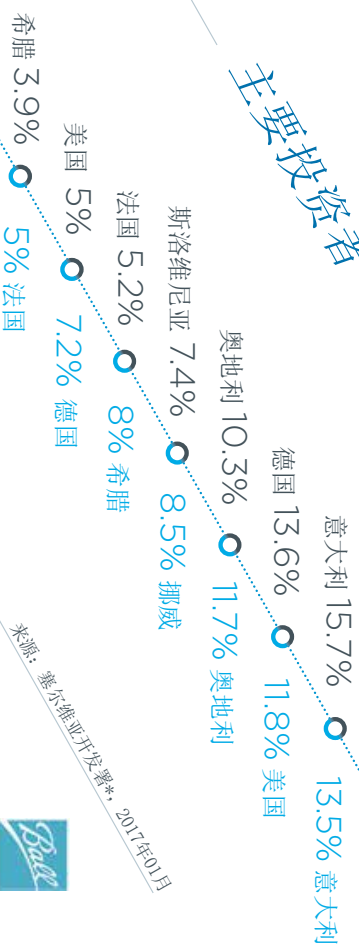 主要投资者
意大利 15.7%
13.5% 意大利
德国 13.6%
11.8% 美国
奥地利 10.3%
11.7% 奥地利
斯洛维尼亚 7.4%
8.5% 挪威
法国 5.2%
8% 希腊
美国 5%
7.2% 德国
希腊 3.9%
5% 法国
来源：塞尔维亚开发署*，2017年01月
Ball